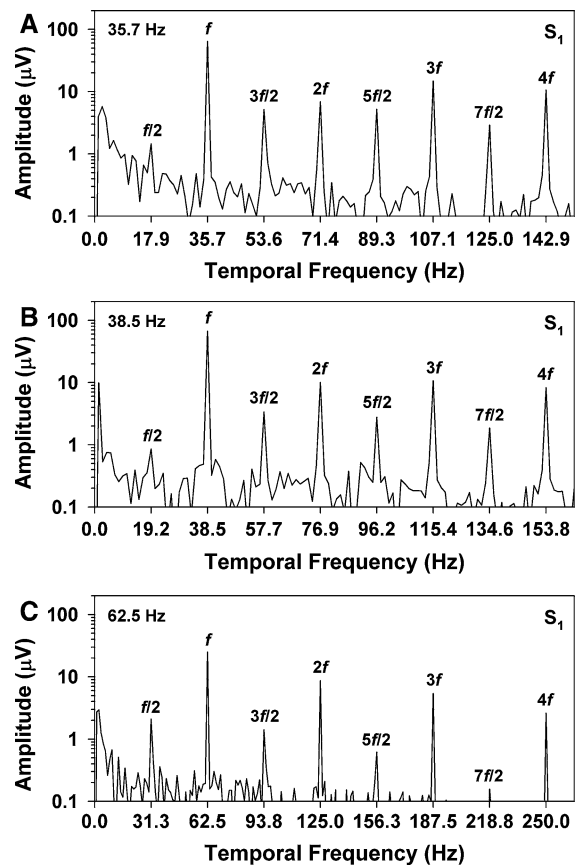 A
35.7 Hz
S1
f
f/2
3f/2
2f
5f/2
3f
7f/2
4f
100
10
1
0.1
Amplitude (µV)
0.0 17.9 35.7 53.6 71.4 89.3 107.1 125.0 142.9
Temporal Frequency (Hz)
B
38.5 Hz
S1
f
f/2
3f/2
2f
5f/2
3f
7f/2
4f
100
10
1
0.1
Amplitude (µV)
0.0 19.2 38.5 57.7 76.9 96.2 115.4 134.6 153.8
Temporal Frequency (Hz)
C
62.5 Hz
S1
f
f/2
3f/2
2f
5f/2
3f
7f/2
4f
100
10
1
0.1
Amplitude (µV)
0.0 31.3 62.5 93.8 125.0 156.3 187.5 218.8 250.0
Temporal Frequency (Hz)